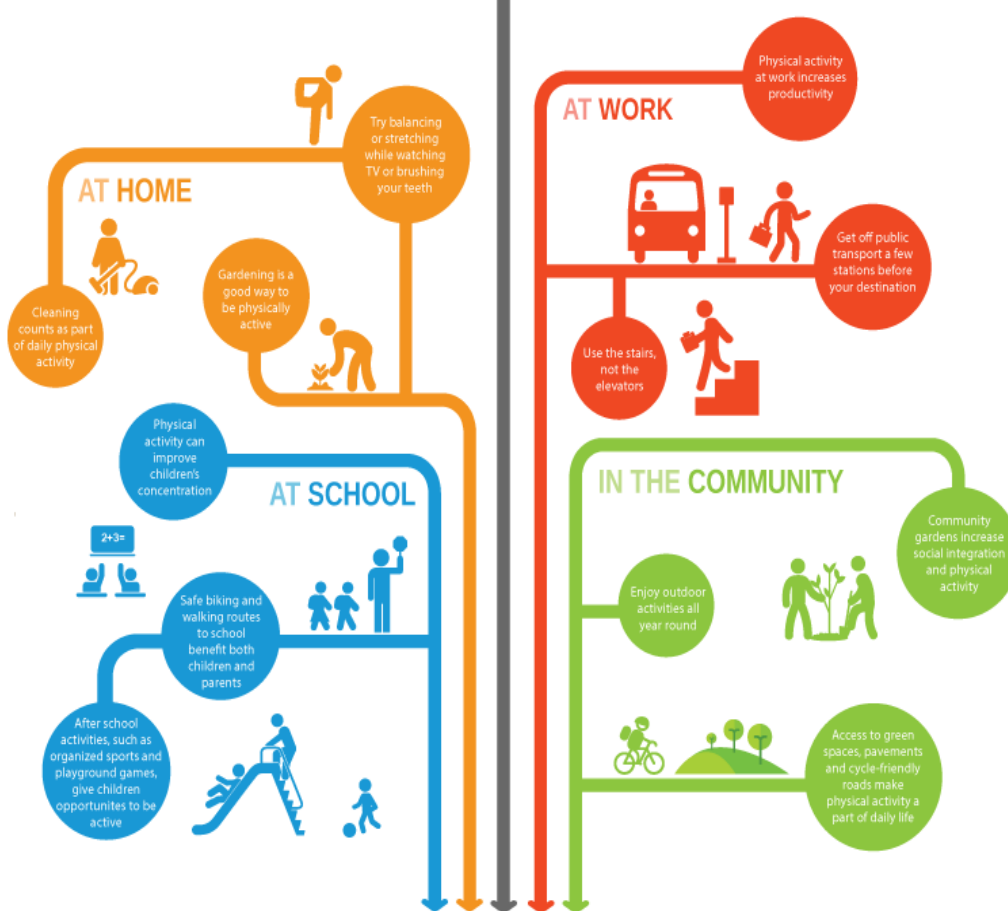 AT HOME
Try balancing
or stretching
while watching
TV or brushing
your teeth
Gardening is a
good way to
be physically
active
Cleaning
counts as part
of daily physical
activity
AT SCHOOL
Physical
activity can
improve
children's
concentration
2+3=
Safe biking and
walking routes
to school
benefit both
children and
parents
After school
activities, such as
organized sports and
playground games,
give children
opportunites to be
active
AT WORK
Physical activity
at work increases
productivity
Get off public
transport a few
stations before
your destination
Use the stairs,
not the
elevators
IN THE COMMUNITY
Community
gardens increase
social integration
and physical
activity
Enjoy outdoor
activities all
year round
Access to green
spaces, pavements
and cycle-friendly
roads make
physical activity a
part of daily life